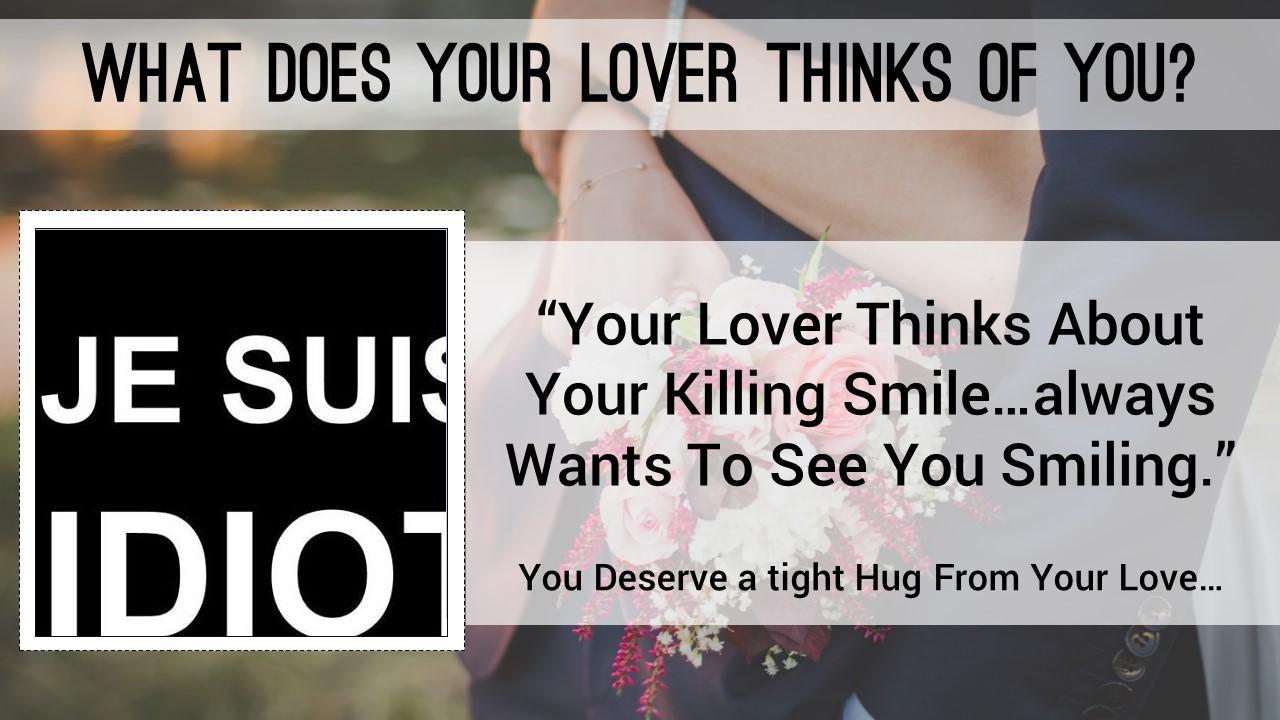 WHAT DOES YOUR LOVER THINKS OF YOU?
JE SUIS
IDIOT
“Your Lover Thinks About
Your Killing Smile...always
Wants To See You Smiling.”
You Deserve a tight Hug From Your Love...